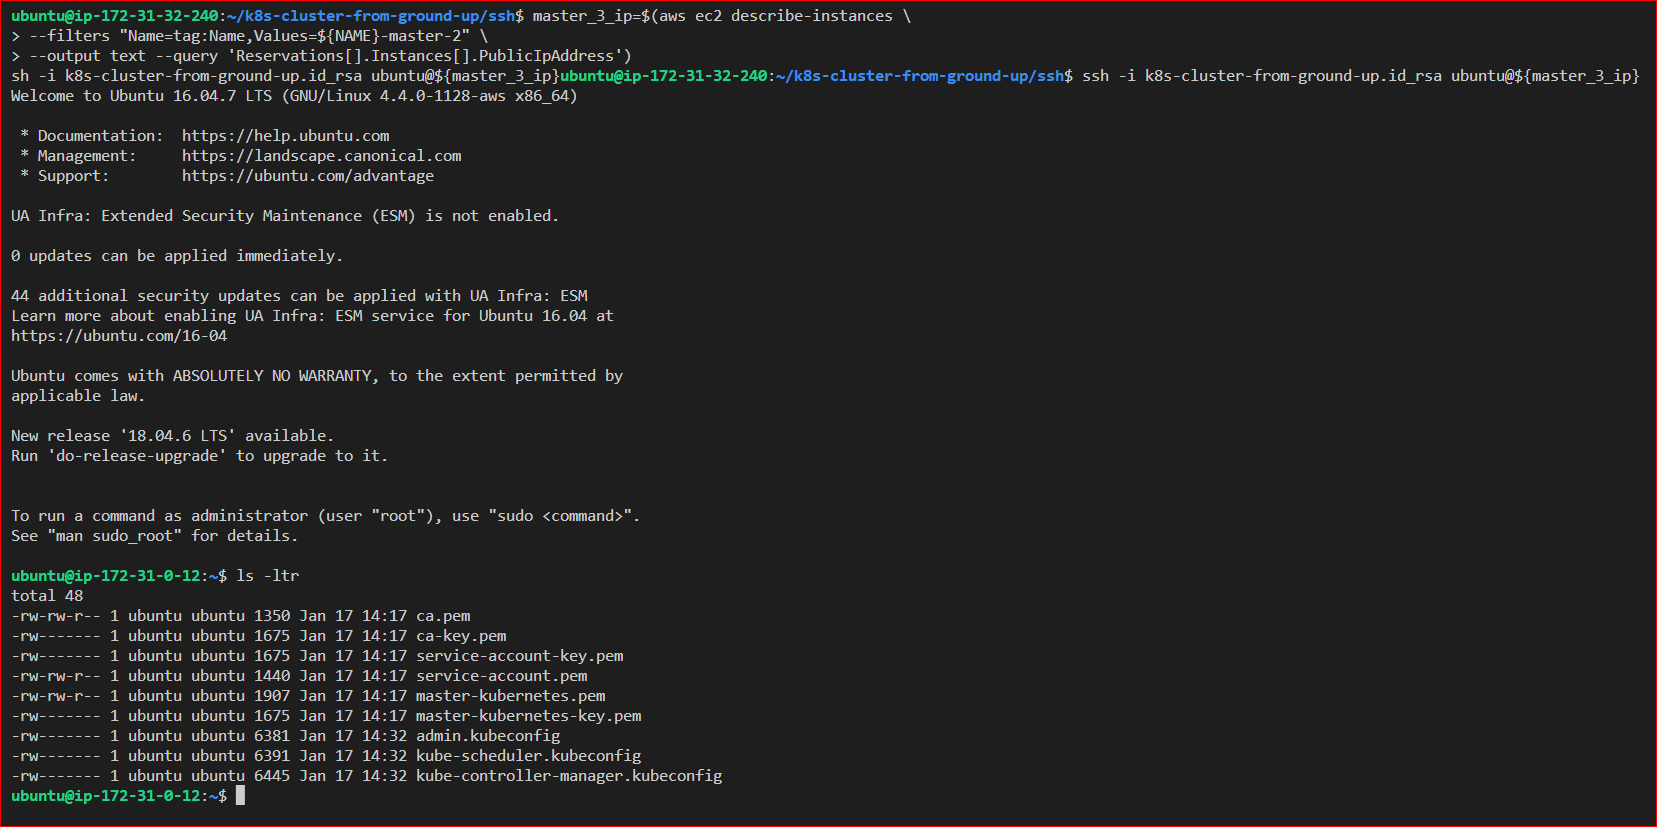 ubuntu@ip-172-31-32-240:~/k8s-cluster-from-ground-up/ssh$ master_3_ip=$(aws ec2 describe-instances \
> --filters "Name=tag:Name,Values=${NAME}-master-2" \
> --output text --query 'Reservations[].Instances[].PublicIpAddress')
sh -i k8s-cluster-from-ground-up.id_rsa ubuntu@${master_3_ip}ubuntu@ip-172-31-32-240:~/k8s-cluster-from-ground-up/ssh$ ssh -i k8s-cluster-from-ground-up.id_rsa ubuntu@${master_3_ip}
Welcome to Ubuntu 16.04.7 LTS (GNU/Linux 4.4.0-1128-aws x86_64)

 * Documentation:  https://help.ubuntu.com
 * Management:     https://landscape.canonical.com
 * Support:        https://ubuntu.com/advantage

UA Infra: Extended Security Maintenance (ESM) is not enabled.

0 updates can be applied immediately.

44 additional security updates can be applied with UA Infra: ESM
Learn more about enabling UA Infra: ESM service for Ubuntu 16.04 at
https://ubuntu.com/16-04

Ubuntu comes with ABSOLUTELY NO WARRANTY, to the extent permitted by
applicable law.

New release '18.04.6 LTS' available.
Run 'do-release-upgrade' to upgrade to it.

To run a command as administrator (user "root"), use "sudo <command>".
See "man sudo_root" for details.

ubuntu@ip-172-31-0-12:~$ ls -ltr
total 48
-rw-rw-r-- 1 ubuntu ubuntu 1350 Jan 17 14:17 ca.pem
-rw------- 1 ubuntu ubuntu 1675 Jan 17 14:17 ca-key.pem
-rw------- 1 ubuntu ubuntu 1675 Jan 17 14:17 service-account-key.pem
-rw-rw-r-- 1 ubuntu ubuntu 1440 Jan 17 14:17 service-account.pem
-rw-rw-r-- 1 ubuntu ubuntu 1907 Jan 17 14:17 master-kubernetes.pem
-rw------- 1 ubuntu ubuntu 1675 Jan 17 14:17 master-kubernetes-key.pem
-rw------- 1 ubuntu ubuntu 6381 Jan 17 14:32 admin.kubeconfig
-rw------- 1 ubuntu ubuntu 6391 Jan 17 14:32 kube-scheduler.kubeconfig
-rw------- 1 ubuntu ubuntu 6445 Jan 17 14:32 kube-controller-manager.kubeconfig
ubuntu@ip-172-31-0-12:~$